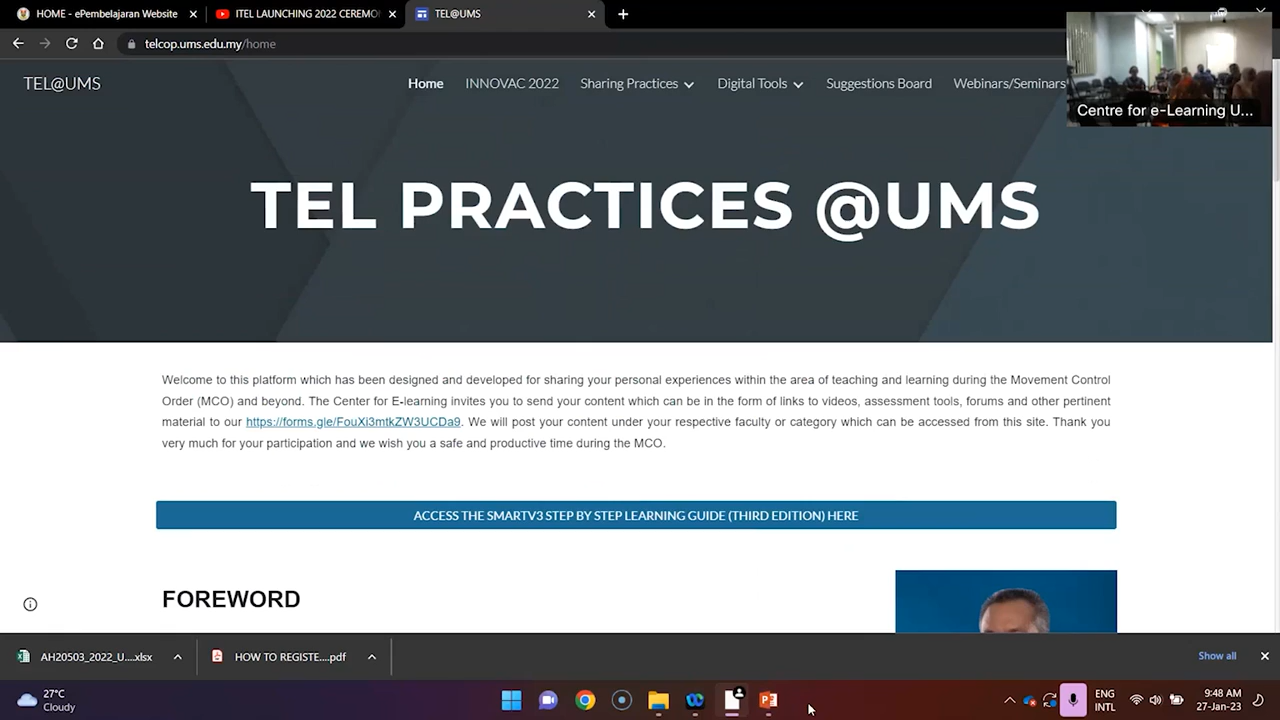 HOME - ePembelajaran Website
ITEL LAUNCHING 2022 CEREMO
TEL@UMS
telcop.ums.edu.my/home
TEL@UMS
Home
INNOVAC 2022
Sharing Practices
Digital Tools
Suggestions Board
Webinars/Seminars
Centre for e-Learning U...
TEL PRACTICES @UMS
Welcome to this platform which has been designed and developed for sharing your personal experiences within the area of teaching and learning during the Movement Control
Order (MCO) and beyond. The Center for E-learning invites you to send your content which can be in the form of links to videos, assessment tools, forums and other pertinent
material to our https://forms.gle/FouXi3mtkZW3UCDa9. We will post your content under your respective faculty or category which can be accessed from this site. Thank you
very much for your participation and we wish you a safe and productive time during the MCO.
ACCESS THE SMARTV3 STEP BY STEP LEARNING GUIDE (THIRD EDITION) HERE
FOREWORD
AH20503_2022_U....xlsx
HOW TO REGISTE....pdf
Show all
27°C
Cloudy
ENG
INTL
9:48 AM
27-Jan-23